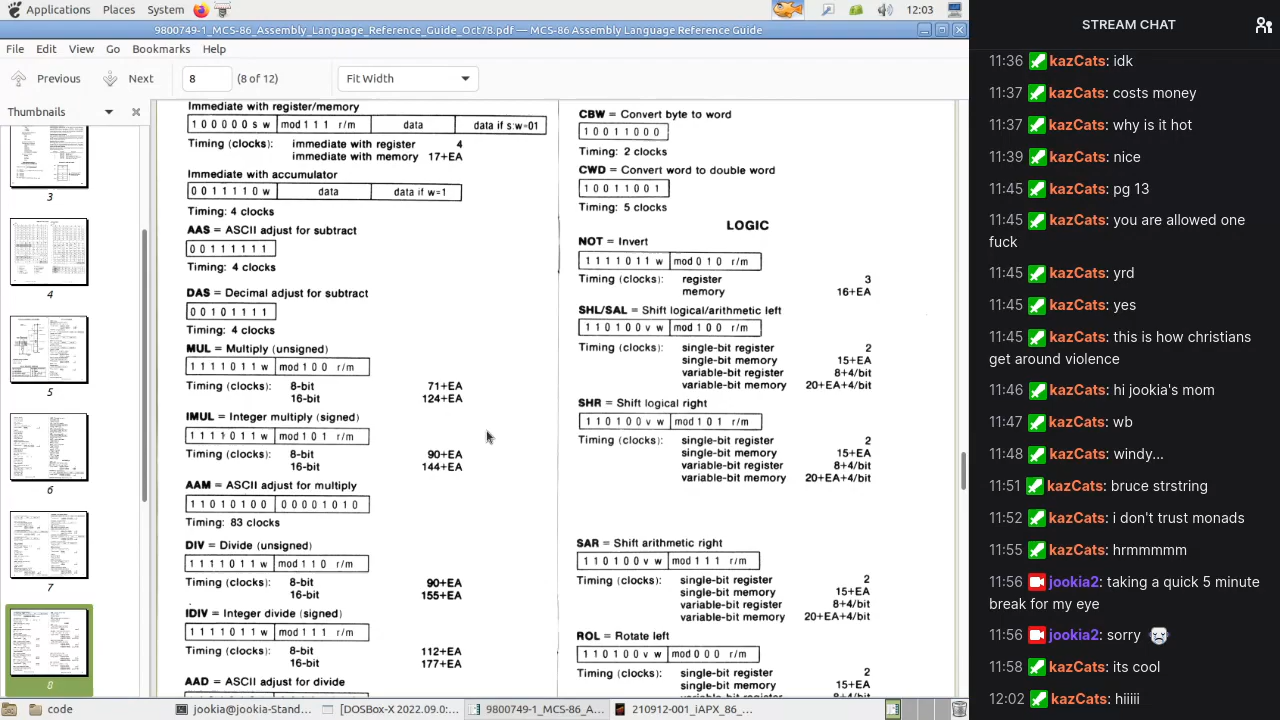 Applications Places System 12:03
9800749-1_MCS-86_Assembly_Language_Reference_Guide_Oct78.pdf — MCS-86 Assembly Language Reference Guide
File Edit View Go Bookmarks Help
Previous Next 8 (8 of 12) Fit Width
Thumbnails
3
4
5
6
7
8
Immediate with register/memory
1 0 0 0 0 0 s w mod 1 1 1 r/m data data if s:w=01
Timing (clocks): immediate with register 4
immediate with memory 17+EA
Immediate with accumulator
0 0 1 1 1 1 0 w data data if w=1
Timing: 4 clocks
AAS = ASCII adjust for subtract
0 0 1 1 1 1 1 1
Timing: 4 clocks
DAS = Decimal adjust for subtract
0 0 1 0 1 1 1 1
Timing: 4 clocks
MUL = Multiply (unsigned)
1 1 1 1 0 1 1 w mod 1 0 0 r/m
Timing (clocks): 8-bit 71+EA
16-bit 124+EA
IMUL = Integer multiply (signed)
1 1 1 1 0 1 1 w mod 1 0 1 r/m
Timing (clocks): 8-bit 90+EA
16-bit 144+EA
AAM = ASCII adjust for multiply
1 1 0 1 0 1 0 0 0 0 0 0 1 0 1 0
Timing: 83 clocks
DIV = Divide (unsigned)
1 1 1 1 0 1 1 w mod 1 1 0 r/m
Timing (clocks): 8-bit 90+EA
16-bit 155+EA
IDIV = Integer divide (signed)
1 1 1 1 0 1 1 w mod 1 1 1 r/m
Timing (clocks): 8-bit 112+EA
16-bit 177+EA
AAD = ASCII adjust for divide
CBW = Convert byte to word
1 0 0 1 1 0 0 0
Timing: 2 clocks
CWD = Convert word to double word
1 0 0 1 1 0 0 1
Timing: 5 clocks
LOGIC
NOT = Invert
1 1 1 1 0 1 1 w mod 0 1 0 r/m
Timing (clocks): register 3
memory 16+EA
SHL/SAL = Shift logical/arithmetic left
1 1 0 1 0 0 v w mod 1 0 0 r/m
Timing (clocks): single-bit register 2
single-bit memory 15+EA
variable-bit register 8+4/bit
variable-bit memory 20+EA+4/bit
SHR = Shift logical right
1 1 0 1 0 0 v w mod 1 0 1 r/m
Timing (clocks): single-bit register 2
single-bit memory 15+EA
variable-bit register 8+4/bit
variable-bit memory 20+EA+4/bit
SAR = Shift arithmetic right
1 1 0 1 0 0 v w mod 1 1 1 r/m
Timing (clocks): single-bit register 2
single-bit memory 15+EA
variable-bit register 8+4/bit
variable-bit memory 20+EA+4/bit
ROL = Rotate left
1 1 0 1 0 0 v w mod 0 0 0 r/m
Timing (clocks): single-bit register 2
single-bit memory 15+EA
variable-bit register 8+4/bit
code jookia@jookia-Stand... [DOSBOX-2022.09.0:... 9800749-1_MCS-86_A... 210912-001_iAPX_86_...
STREAM CHAT
11:36 kazCats: idk
11:37 kazCats: costs money
11:37 kazCats: why is it hot
11:39 kazCats: nice
11:45 kazCats: pg 13
11:45 kazCats: you are allowed one
fuck
11:45 kazCats: yrd
11:45 kazCats: yes
11:45 kazCats: this is how christians
get around violence
11:46 kazCats: hi jookia's mom
11:47 kazCats: wb
11:48 kazCats: windy...
11:51 kazCats: bruce strstring
11:52 kazCats: i don't trust monads
11:55 kazCats: hrmmmmm
11:56 jookia2: taking a quick 5 minute
break for my eye
11:56 jookia2: sorry
11:58 kazCats: its cool
12:02 kazCats: hiiiii